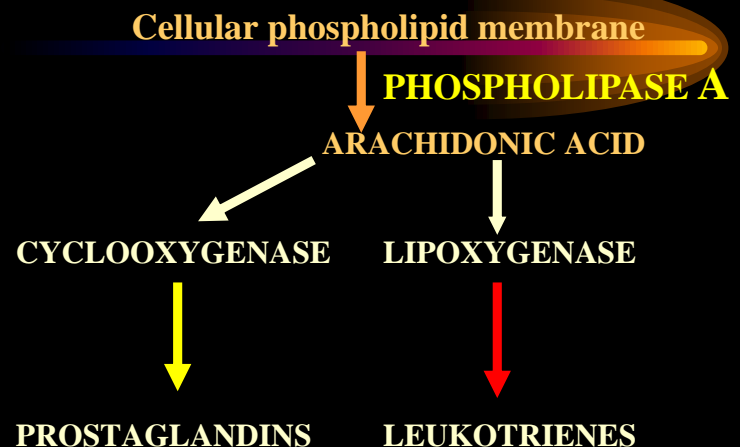 Cellular phospholipid membrane
PHOSPHOLIPASE A
ARACHIDONIC ACID
CYCLOOXYGENASE LIPOXYGENASE
PROSTAGLANDINS LEUKOTRIENES